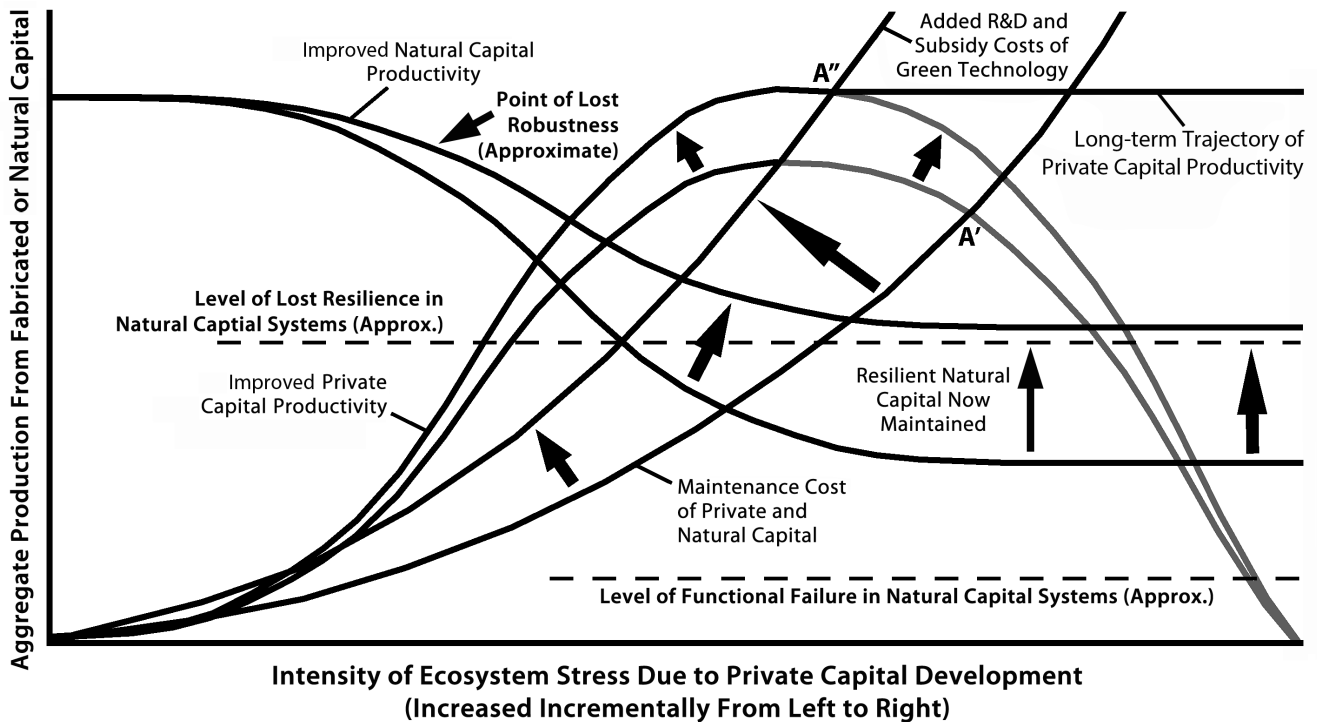 Aggregate Production From Fabricated or Natural Capital
Improved Natural Capital
Productivity
Point of Lost
Robustness
(Approximate)
Added R&D and
Subsidy Costs of
Green Technology
A”
Long-term Trajectory of
Private Capital Productivity
A’
Level of Lost Resilience in
Natural Captial Systems (Approx.)
Improved Private
Capital Productivity
Resilient Natural
Capital Now
Maintained
Maintenance Cost
of Private and
Natural Capital
Level of Functional Failure in Natural Capital Systems (Approx.)
Intensity of Ecosystem Stress Due to Private Capital Development
(Increased Incrementally From Left to Right)